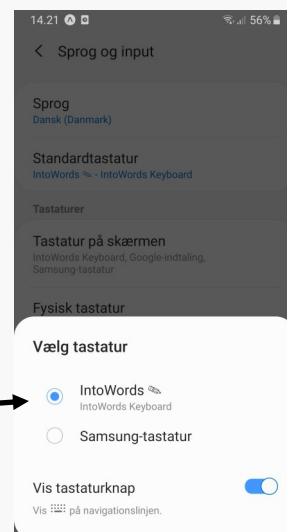 14.21 56%
Sprog og input
Sprog
Dansk (Danmark)
Standardtastatur
IntoWords - IntoWords Keyboard
Tastaturer
Tastatur på skærmen
IntoWords Keyboard, Google-indtaling,
Samsung-tastatur
Fysisk tastatur
Vælg tastatur
IntoWords
IntoWords Keyboard
Samsung-tastatur
Vis tastaturknap
Vis på navigationslinjen.